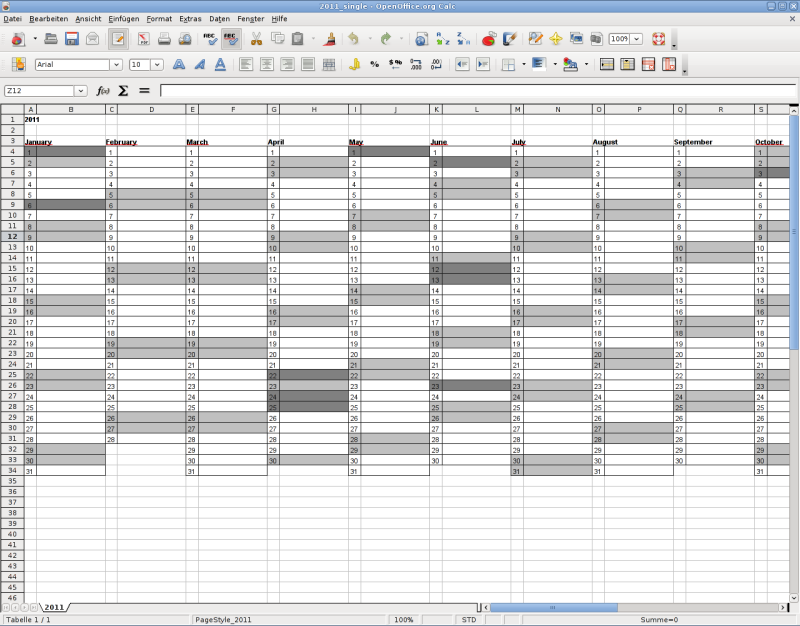 2011_single - OpenOffice.org Calc
Datei Bearbeiten Ansicht Einfügen Format Extras Daten Fenster Hilfe
ABC ABC 100%
Arial 10
Z12 f(x) Σ =
A B C D E F G H I J K L M N O P Q R S
1 2011
2
3 January February March April May June July August September October
4 1 1 1 1 1 1 1 1 1 1
5 2 2 2 2 2 2 2 2 2 2
6 3 3 3 3 3 3 3 3 3 3
7 4 4 4 4 4 4 4 4 4 4
8 5 5 5 5 5 5 5 5 5 5
9 6 6 6 6 6 6 6 6 6 6
10 7 7 7 7 7 7 7 7 7 7
11 8 8 8 8 8 8 8 8 8 8
12 9 9 9 9 9 9 9 9 9 9
13 10 10 10 10 10 10 10 10 10 10
14 11 11 11 11 11 11 11 11 11 11
15 12 12 12 12 12 12 12 12 12 12
16 13 13 13 13 13 13 13 13 13 13
17 14 14 14 14 14 14 14 14 14 14
18 15 15 15 15 15 15 15 15 15 15
19 16 16 16 16 16 16 16 16 16 16
20 17 17 17 17 17 17 17 17 17 17
21 18 18 18 18 18 18 18 18 18 18
22 19 19 19 19 19 19 19 19 19 19
23 20 20 20 20 20 20 20 20 20 20
24 21 21 21 21 21 21 21 21 21 21
25 22 22 22 22 22 22 22 22 22 22
26 23 23 23 23 23 23 23 23 23 23
27 24 24 24 24 24 24 24 24 24 24
28 25 25 25 25 25 25 25 25 25 25
29 26 26 26 26 26 26 26 26 26 26
30 27 27 27 27 27 27 27 27 27 27
31 28 28 28 28 28 28 28 28 28 28
32 29 29 29 29 29 29 29 29 29
33 30 30 30 30 30 30 30 30 30
34 31 31 31 31 31 31
35
36
37
38
39
40
41
42
43
44
45
46
2011
Tabelle 1 / 1 PageStyle_2011 100% STD Summe=0